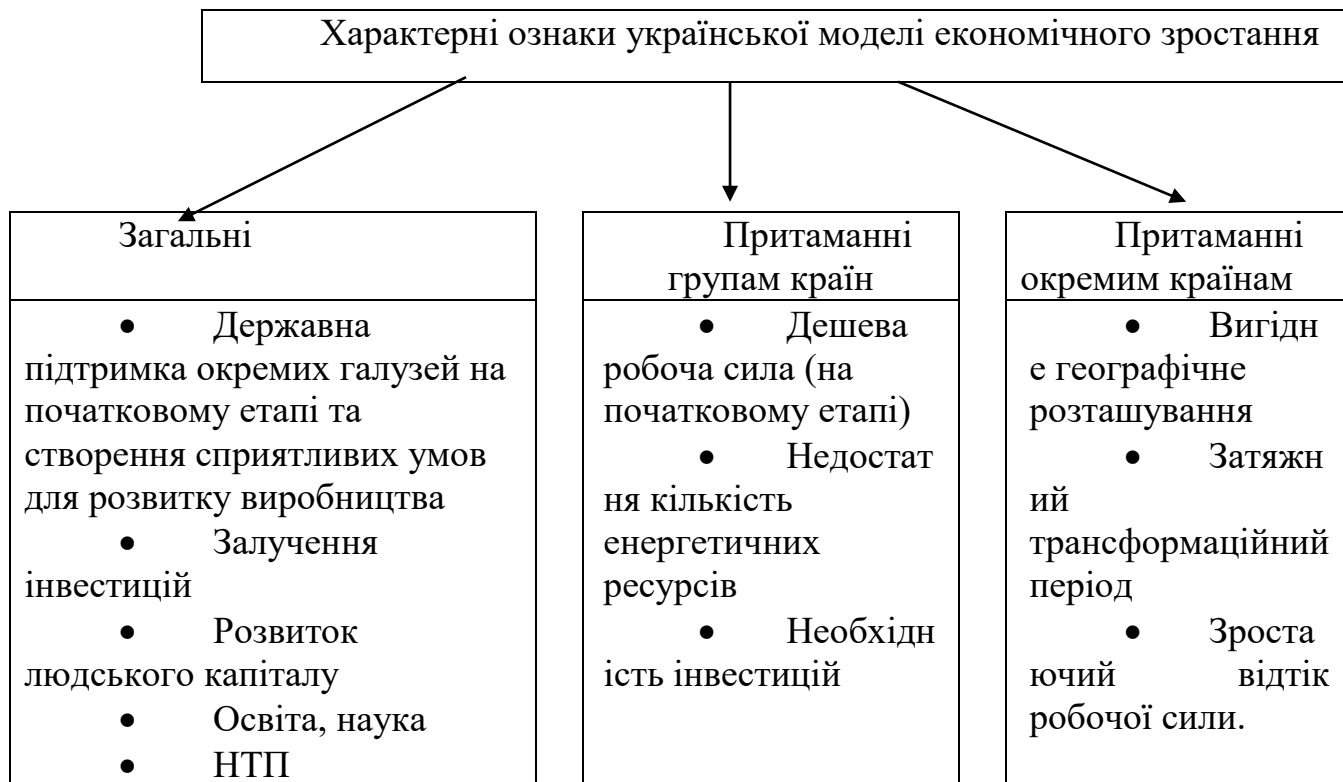 Характерні ознаки української моделі економічного зростання
Загальні
• Державна
підтримка окремих галузей на
початковому етапі та
створення сприятливих умов
для розвитку виробництва
• Залучення
інвестицій
• Розвиток
людського капіталу
• Освіта, наука
• НТП
Притаманні
групам країн
• Дешева
робоча сила (на
початковому етапі)
• Недостат
ня кількість
енергетичних
ресурсів
• Необхідн
ість інвестицій
Притаманні
окремим країнам
• Вигідн
е географічне
розташування
• Затяжн
ий
трансформаційний
період
• Зроста
ючий відтік
робочої сили.